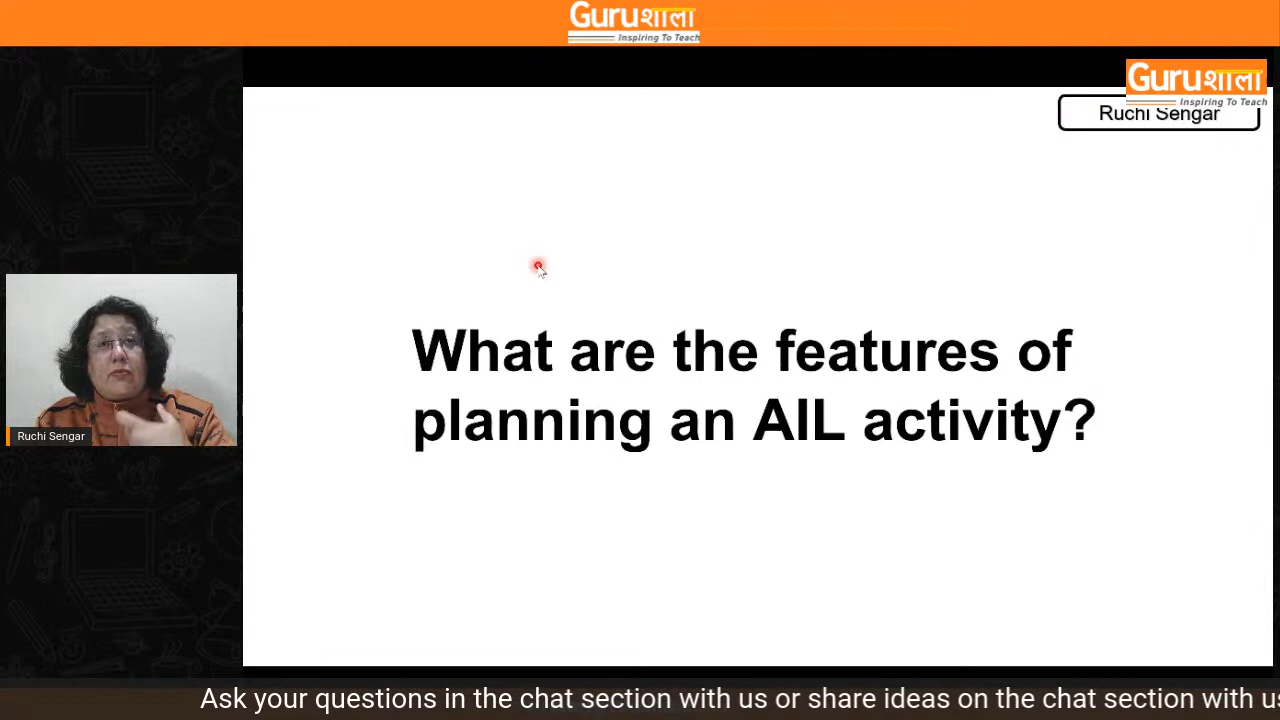 Guruशाला
Inspiring To Teach
Guruशाला
Inspiring To Teach
Ruchi Sengar
What are the features of
planning an AIL activity?
Ruchi Sengar
Ask your questions in the chat section with us or share ideas on the chat section with us